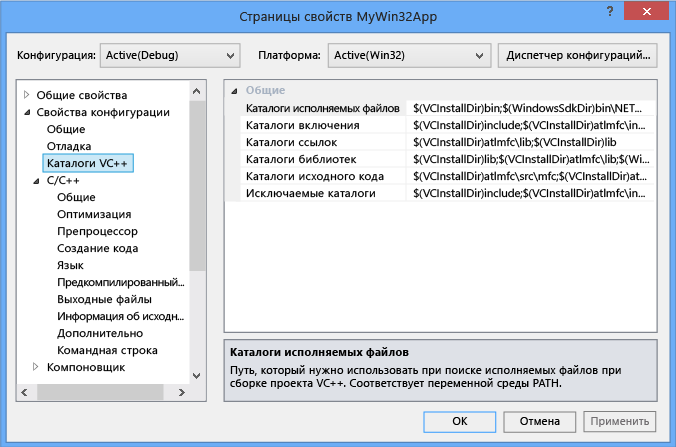 Страницы свойств MyWin32App
? ×
Конфигурация: Active(Debug) Платформа: Active(Win32) Диспетчер конфигураций...
Общие свойства
Свойства конфигурации
Общие
Отладка
Каталоги VC++
C/C++
Общие
Оптимизация
Препроцессор
Создание кода
Язык
Предкомпилированный...
Выходные файлы
Информация об исходн...
Дополнительно
Командная строка
Компоновщик
Общие
Каталоги исполняемых файлов $(VCInstallDir)bin;$(WindowsSdkDir)bin\NET...
Каталоги включения $(VCInstallDir)include;$(VCInstallDir)atlmfc\in...
Каталоги ссылок $(VCInstallDir)atlmfc\lib;$(VCInstallDir)lib
Каталоги библиотек $(VCInstallDir)lib;$(VCInstallDir)atlmfc\lib;$(Wi...
Каталоги исходного кода $(VCInstallDir)atlmfc\src\mfc;$(VCInstallDir)at...
Исключаемые каталоги $(VCInstallDir)include;$(VCInstallDir)atlmfc\in...
Каталоги исполняемых файлов
Путь, который нужно использовать при поиске исполняемых файлов при
сборке проекта VC++. Соответствует переменной среды PATH.
ОК Отмена Применить